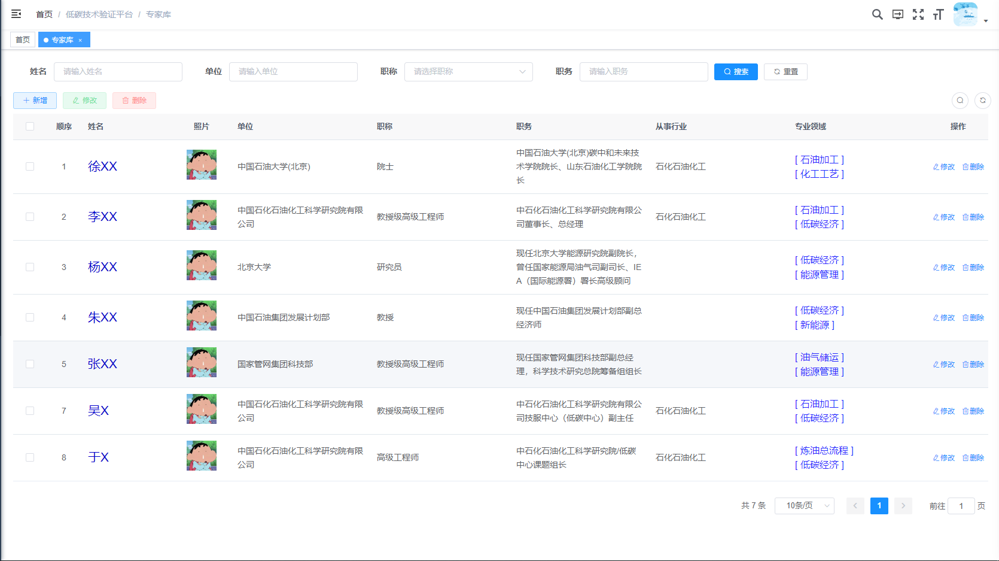 首页 / 低碳技术验证平台 / 专家库
首页 专家库 ×
姓名 请输入姓名 单位 请输入单位 职称 请选择职称 职务 请输入职务 搜索 重置
新增 修改 删除
顺序 姓名 照片 单位 职称 职务 从事行业 专业领域 操作
1 徐XX 中国石油大学(北京) 院士
中国石油大学(北京)碳中和未来技
术学院院长、山东石油化工学院院
长
石化石油化工
[ 石油加工 ]
[ 化工工艺 ]
修改 删除
2 李XX
中国石化石油化工科学研究院有限
公司
教授级高级工程师
中石化石油化工科学研究院有限公
司董事长、总经理
石化石油化工
[ 石油加工 ]
[ 低碳经济 ]
修改 删除
3 杨XX 北京大学 研究员
现任北京大学能源研究院副院长，
曾任国家能源局油气司副司长、IE
A（国际能源署）署长高级顾问
[ 低碳经济 ]
[ 能源管理 ]
修改 删除
4 朱XX 中国石油集团发展计划部 教授
现任中国石油集团发展计划部副总
经济师
[ 低碳经济 ]
[ 新能源 ]
修改 删除
5 张XX 国家管网集团科技部 教授级高级工程师
现任国家管网集团科技部副总经
理，科学技术研究总院筹备组组长
[ 油气储运 ]
[ 能源管理 ]
修改 删除
7 吴X
中国石化石油化工科学研究院有限
公司
教授级高级工程师
中石化石油化工科学研究院有限公
司技服中心（低碳中心）副主任
石化石油化工
[ 石油加工 ]
[ 低碳经济 ]
修改 删除
8 于X
中国石化石油化工科学研究院有限
公司
高级工程师
中石化石油化工科学研究院/低碳
中心课题组长
石化石油化工
[ 炼油总流程 ]
[ 低碳经济 ]
修改 删除
共 7 条 10条/页 1 前往 1 页